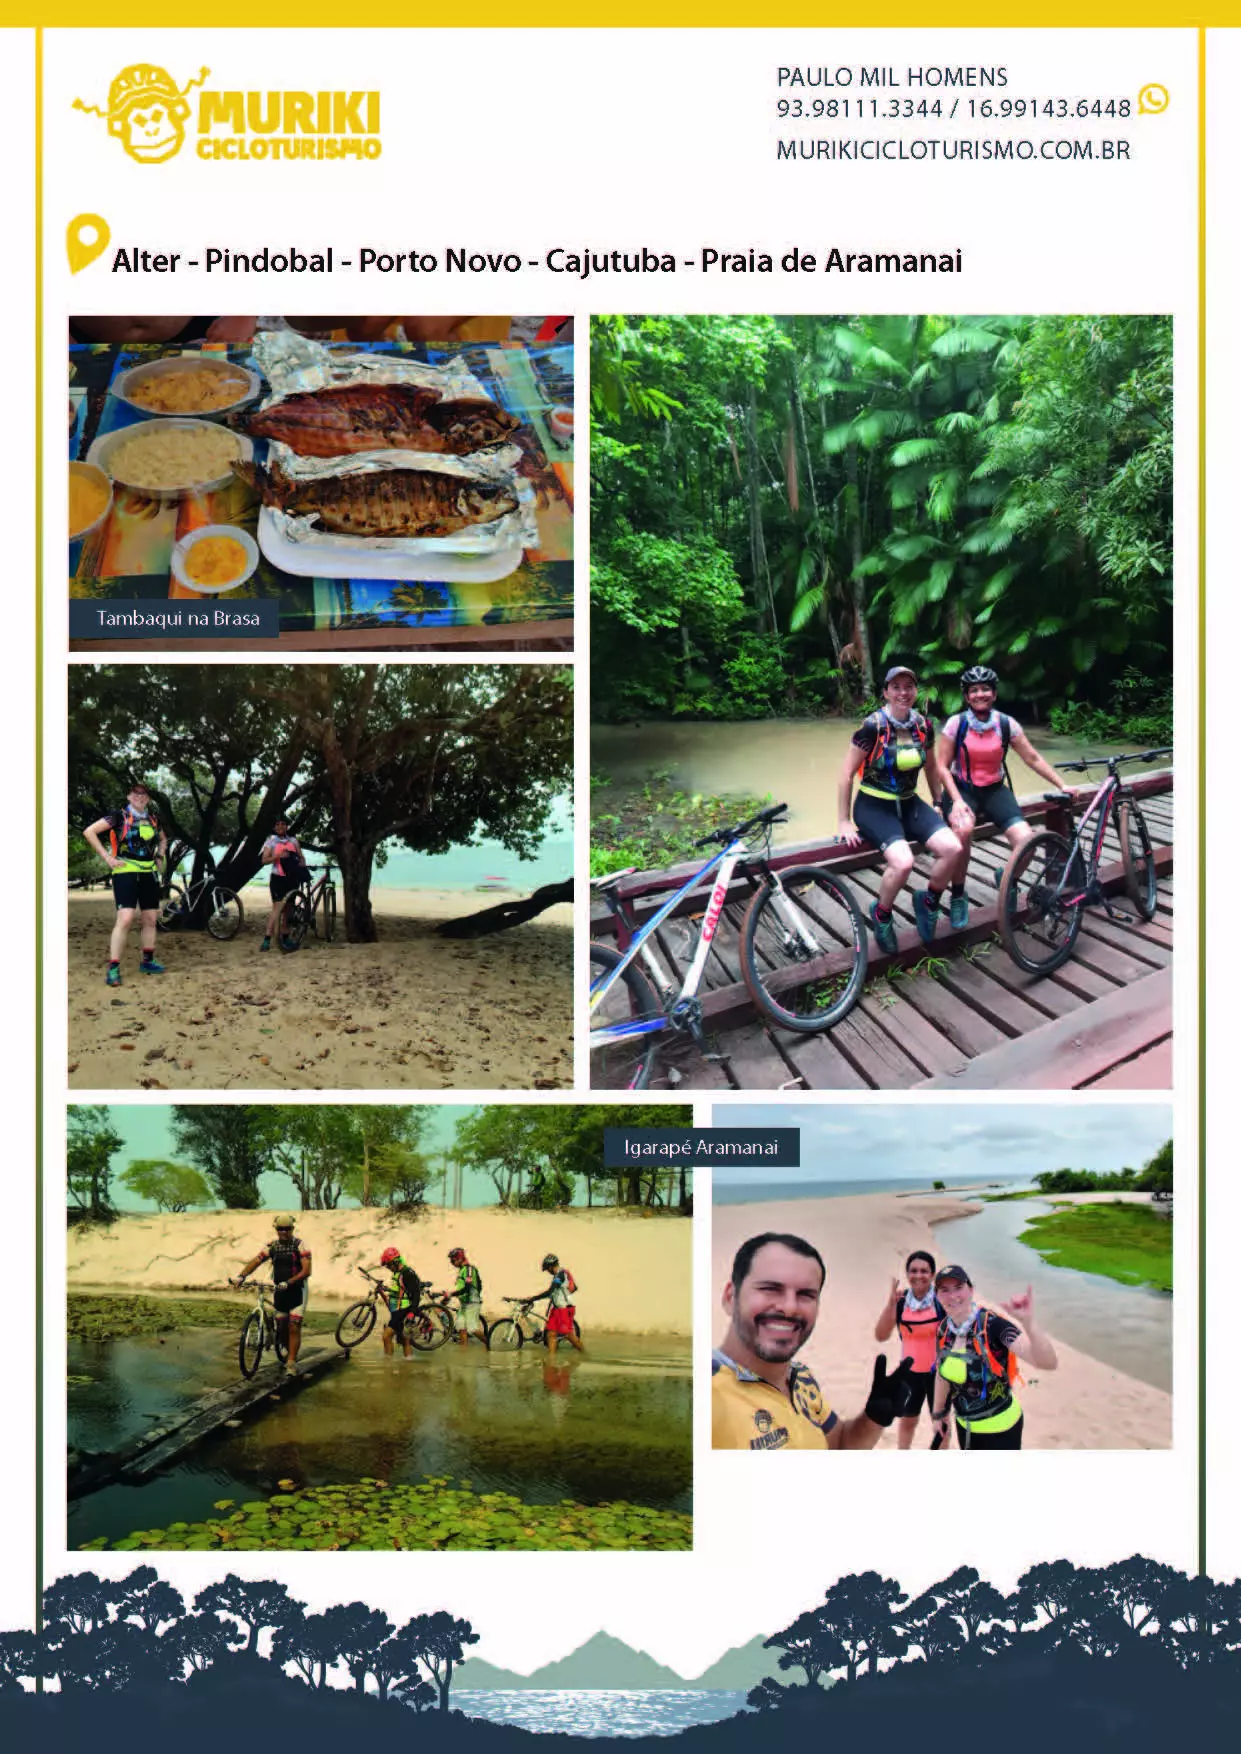 MURIKI
CICLOTURISMO
PAULO MIL HOMENS
93.98111.3344 / 16.99143.6448
MURIKICICLOTURISMO.COM.BR
Alter - Pindobal - Porto Novo - Cajutuba - Praia de Aramanai
Tambaqui na Brasa
CALOI
Igarapé Aramanai